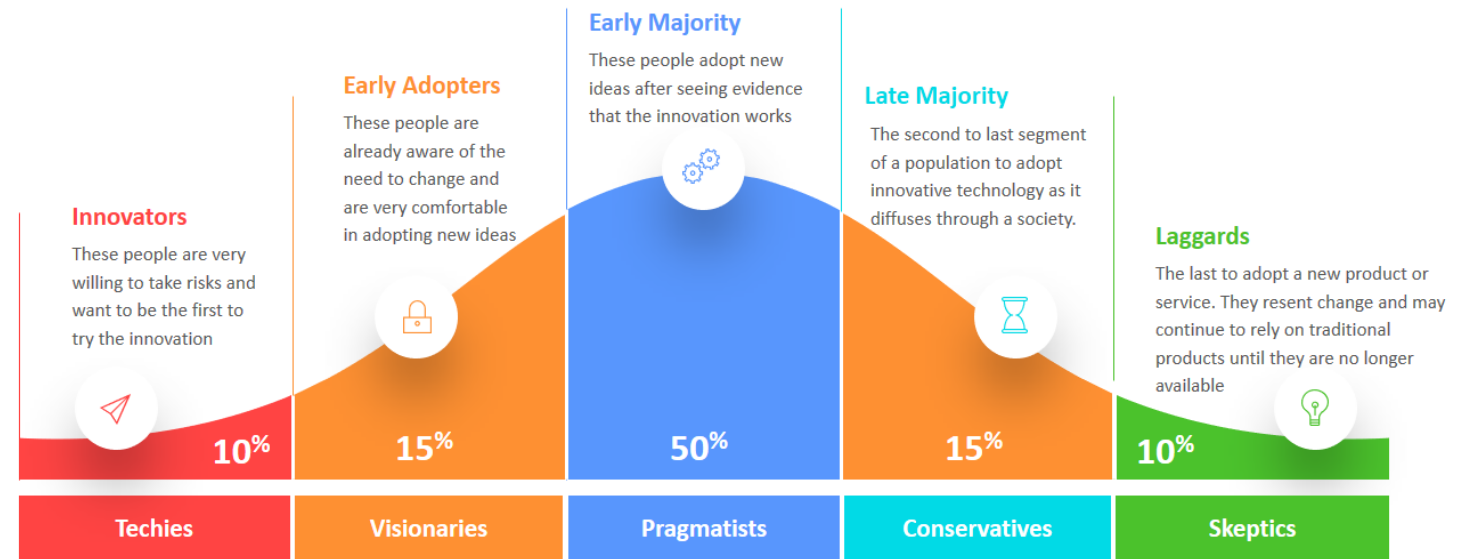 Early Majority
These people adopt new
ideas after seeing evidence
that the innovation works
Early Adopters
These people are
already aware of the
need to change and
are very comfortable
in adopting new ideas
Late Majority
The second to last segment
of a population to adopt
innovative technology as it
diffuses through a society.
Innovators
These people are very
willing to take risks and
want to be the first to
try the innovation
Laggards
The last to adopt a new product or
service. They resent change and may
continue to rely on traditional
products until they are no longer
available
10%
15%
50%
15%
10%
Techies
Visionaries
Pragmatists
Conservatives
Skeptics